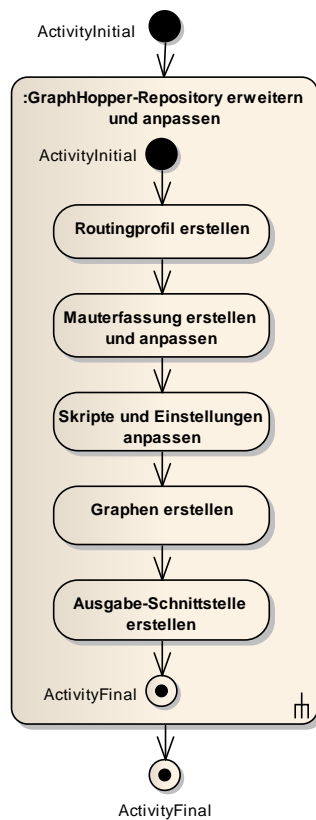 ActivityInitial
:GraphHopper-Repository erweitern
und anpassen
ActivityInitial
Routingprofil erstellen
Mauterfassung erstellen
und anpassen
Skripte und Einstellungen
anpassen
Graphen erstellen
Ausgabe-Schnittstelle
erstellen
ActivityFinal
ActivityFinal